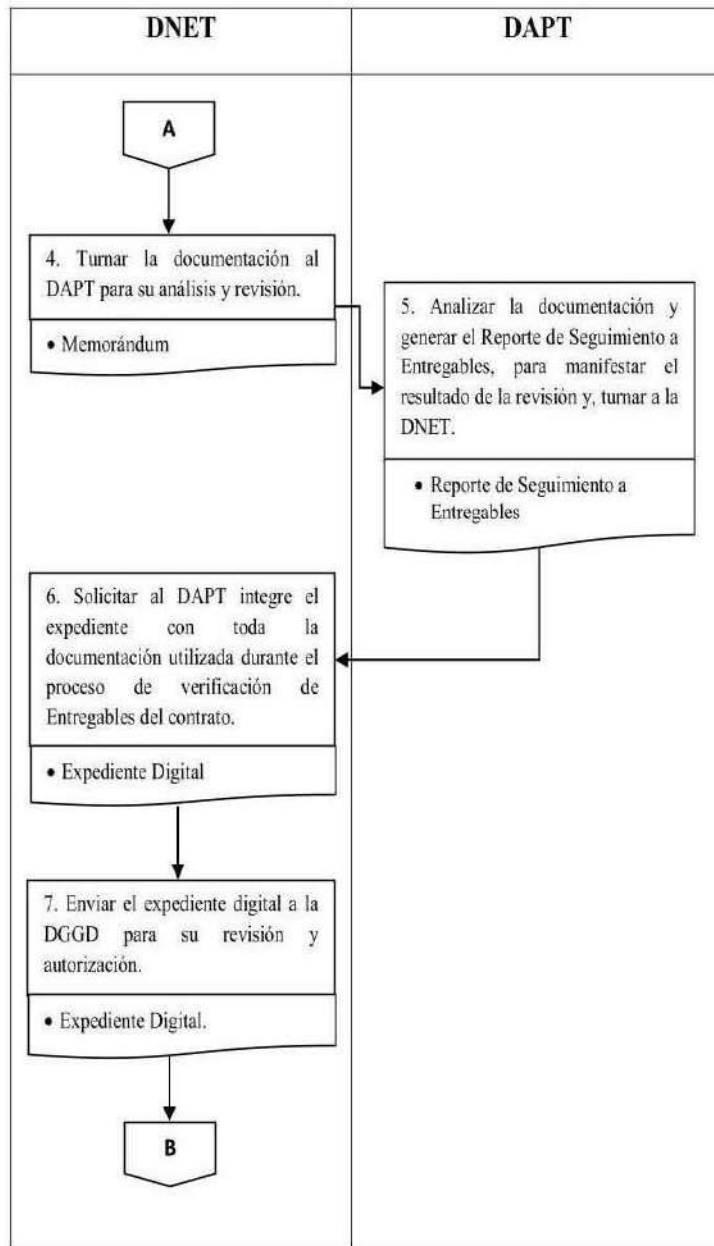 DNET
DAPT
A
4. Turnar la documentación al
DAPT para su análisis y revisión.
• Memorándum
5. Analizar la documentación y
generar el Reporte de Seguimiento a
Entregables, para manifestar el
resultado de la revisión y, turnar a la
DNET.
• Reporte de Seguimiento a
Entregables
6. Solicitar al DAPT integre el
expediente con toda la
documentación utilizada durante el
proceso de verificación de
Entregables del contrato.
• Expediente Digital
7. Enviar el expediente digital a la
DGGD para su revisión y
autorización.
• Expediente Digital.
B